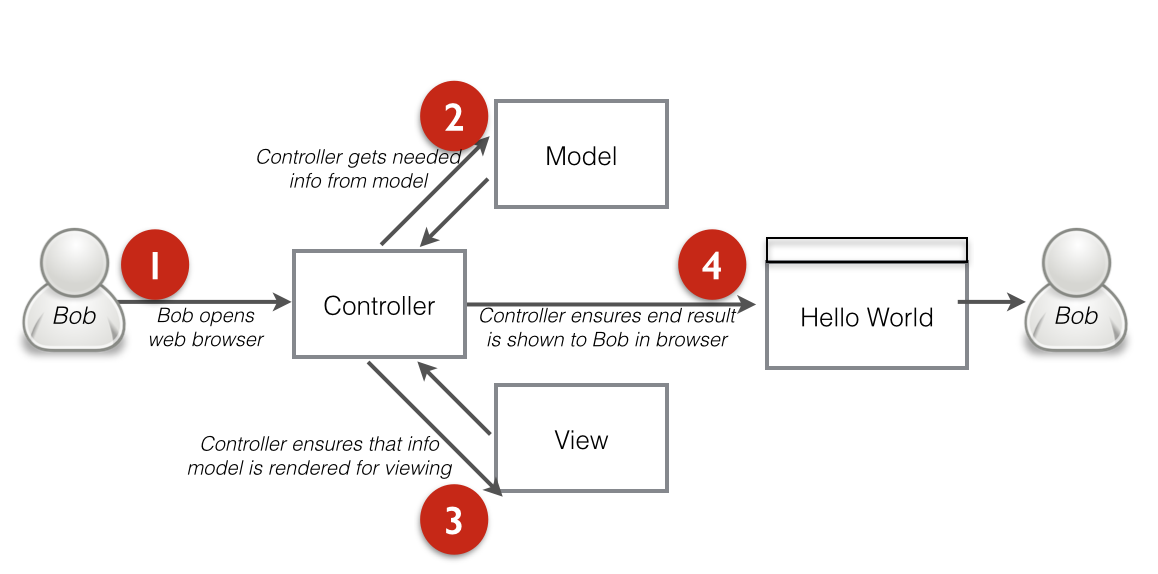 2
Controller gets needed
info from model
Model
1
Bob
Bob opens
web browser
Controller
4
Controller ensures end result
is shown to Bob in browser
Hello World
Bob
Controller ensures that info
model is rendered for viewing
View
3